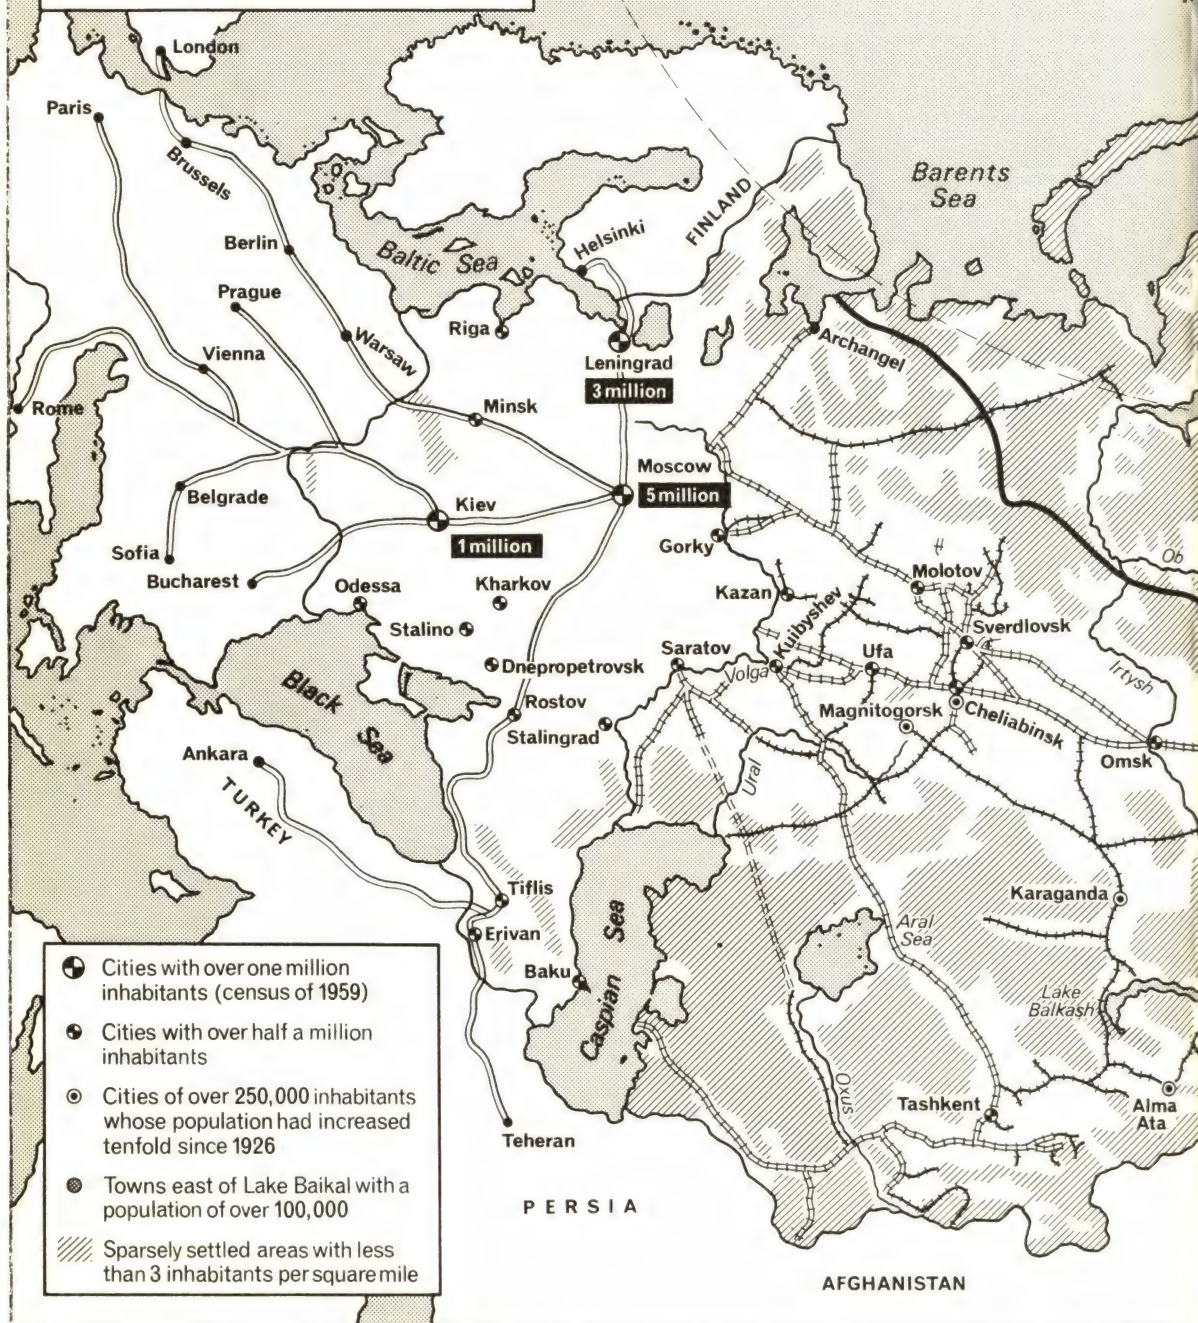 London
Paris
Brussels
Berlin
Prague
Warsaw
Vienna
Rome
Belgrade
Sofia
Bucharest
Baltic Sea
Riga
Helsinki
FINLAND
Barents
Sea
Leningrad
3 million
Archangel
Minsk
Moscow
5 million
Kiev
1 million
Gorky
Ob
Odessa
Kharkov
Stalino
Dnepropetrovsk
Kazan
Molotov
Kuibyshev
Sverdlovsk
Saratov
Volga
Ufa
Irtysh
Magnitogorsk
Cheliabinsk
Omsk
Black
Sea
Rostov
Stalingrad
Ural
Ankara
TURKEY
Tiflis
Erivan
Baku
Caspian Sea
Aral
Sea
Karaganda
Lake
Balkash
Oxus
Tashkent
Alma
Ata
Teheran
PERSIA
AFGHANISTAN
Cities with over one million
inhabitants (census of 1959)
Cities with over half a million
inhabitants
Cities of over 250,000 inhabitants
whose population had increased
tenfold since 1926
Towns east of Lake Baikal with a
population of over 100,000
Sparsely settled areas with less
than 3 inhabitants per square mile